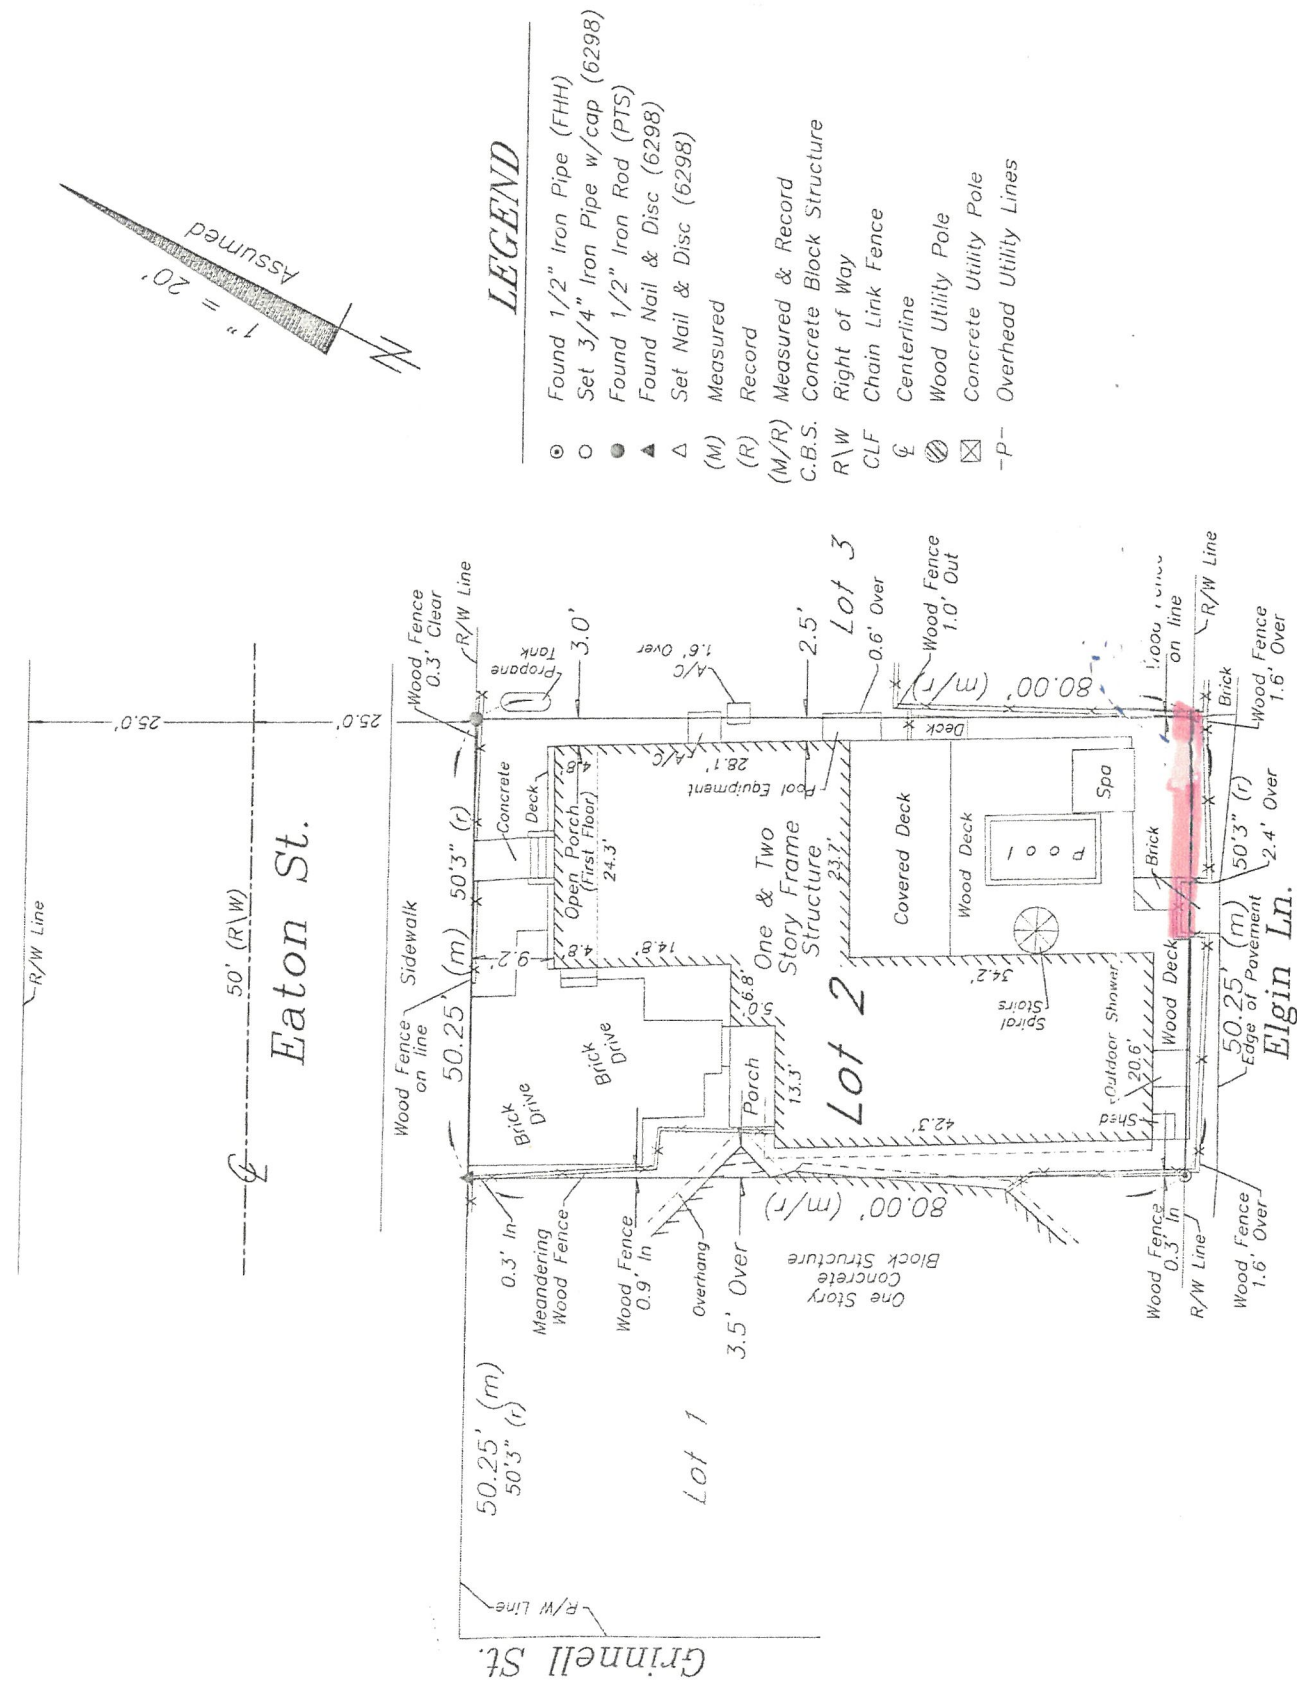 1" = 20'
Assumed
N
LEGEND
Found 1/2" Iron Pipe (FHH)
Set 3/4" Iron Pipe w/cap (6298)
Found 1/2" Iron Rod (PTS)
Found Nail & Disc (6298)
Set Nail & Disc (6298)
(M) Measured
(R) Record
(M/R) Measured & Record
C.B.S. Concrete Block Structure
R\W Right of Way
CLF Chain Link Fence
℄ Centerline
Wood Utility Pole
Concrete Utility Pole
-P- Overhead Utility Lines
R/W Line
50' (R\W)
℄
25.0'
25.0'
Eaton St.
Sidewalk
Wood Fence
on line
Wood Fence
0.3' Clear
R/W Line
50.25' (m) 50'3" (r)
Propane
Tank
3.0'
Concrete
Deck
9.2'
4.8'
4.8'
Open Porch
(First Floor)
24.3'
14.8'
A/C
28.1'
A/C
1.6' Over
2.5'
Lot 3
0.6' Over
Pool Equipment
Wood Fence
1.0' Out
Deck
80.00' (m/r)
Brick
Drive
Brick
Drive
6.8'
5.0'
Porch
13.3'
One & Two
Story Frame
Structure
23.7'
Lot 2
Covered Deck
Wood Deck
Pool
Spa
Spiral
Stairs
34.2'
42.3'
Outdoor Shower
20.6'
Shed
Wood Deck
Brick
on line
R/W Line
Brick
Wood Fence
1.6' Over
50.25' (m) 50'3" (r)
2.4' Over
Edge of Pavement
Elgin Ln.
0.3' In
Meandering
Wood Fence
Wood Fence
0.9' In
Overhang
3.5' Over
80.00' (m/r)
One Story
Concrete
Block Structure
Wood Fence
0.3' In
R/W Line
Wood Fence
1.6' Over
50.25' (m)
50'3" (r)
Lot 1
R/W Line
Grinnell St.